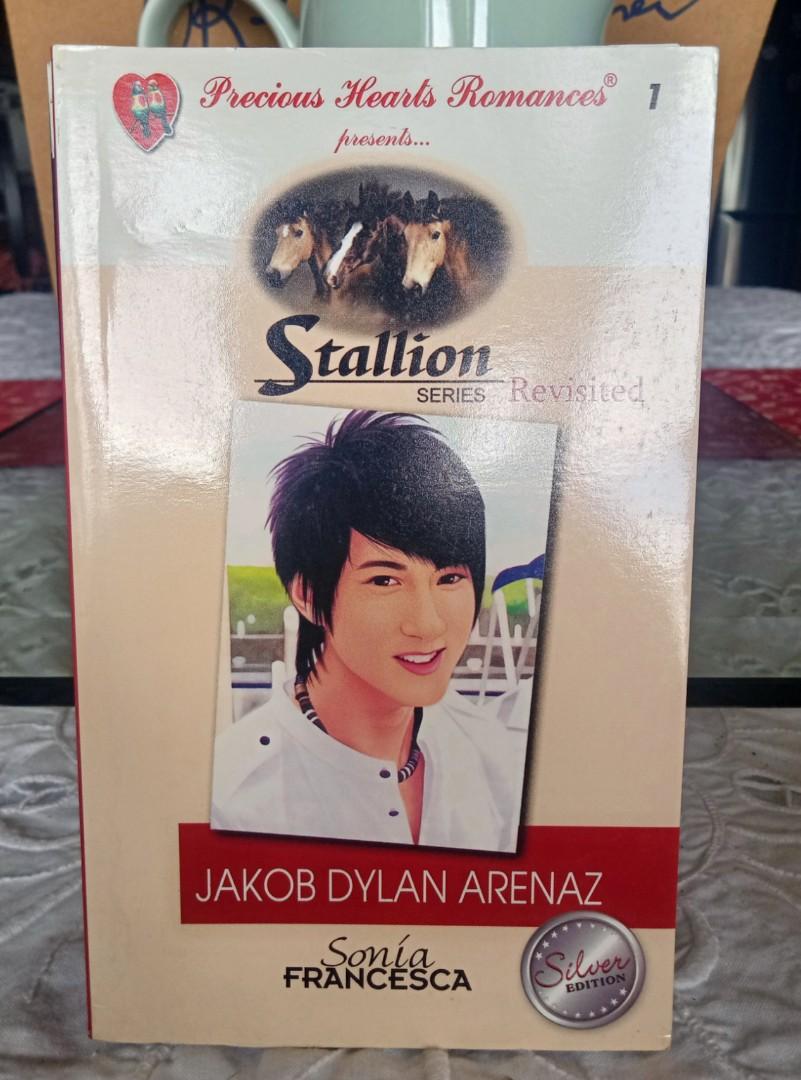 Precious Hearts Romances®
1
presents...
Stallion
SERIES Revisited
JAKOB DYLAN ARENAZ
Sonia
FRANCESCA
Silver
EDITION